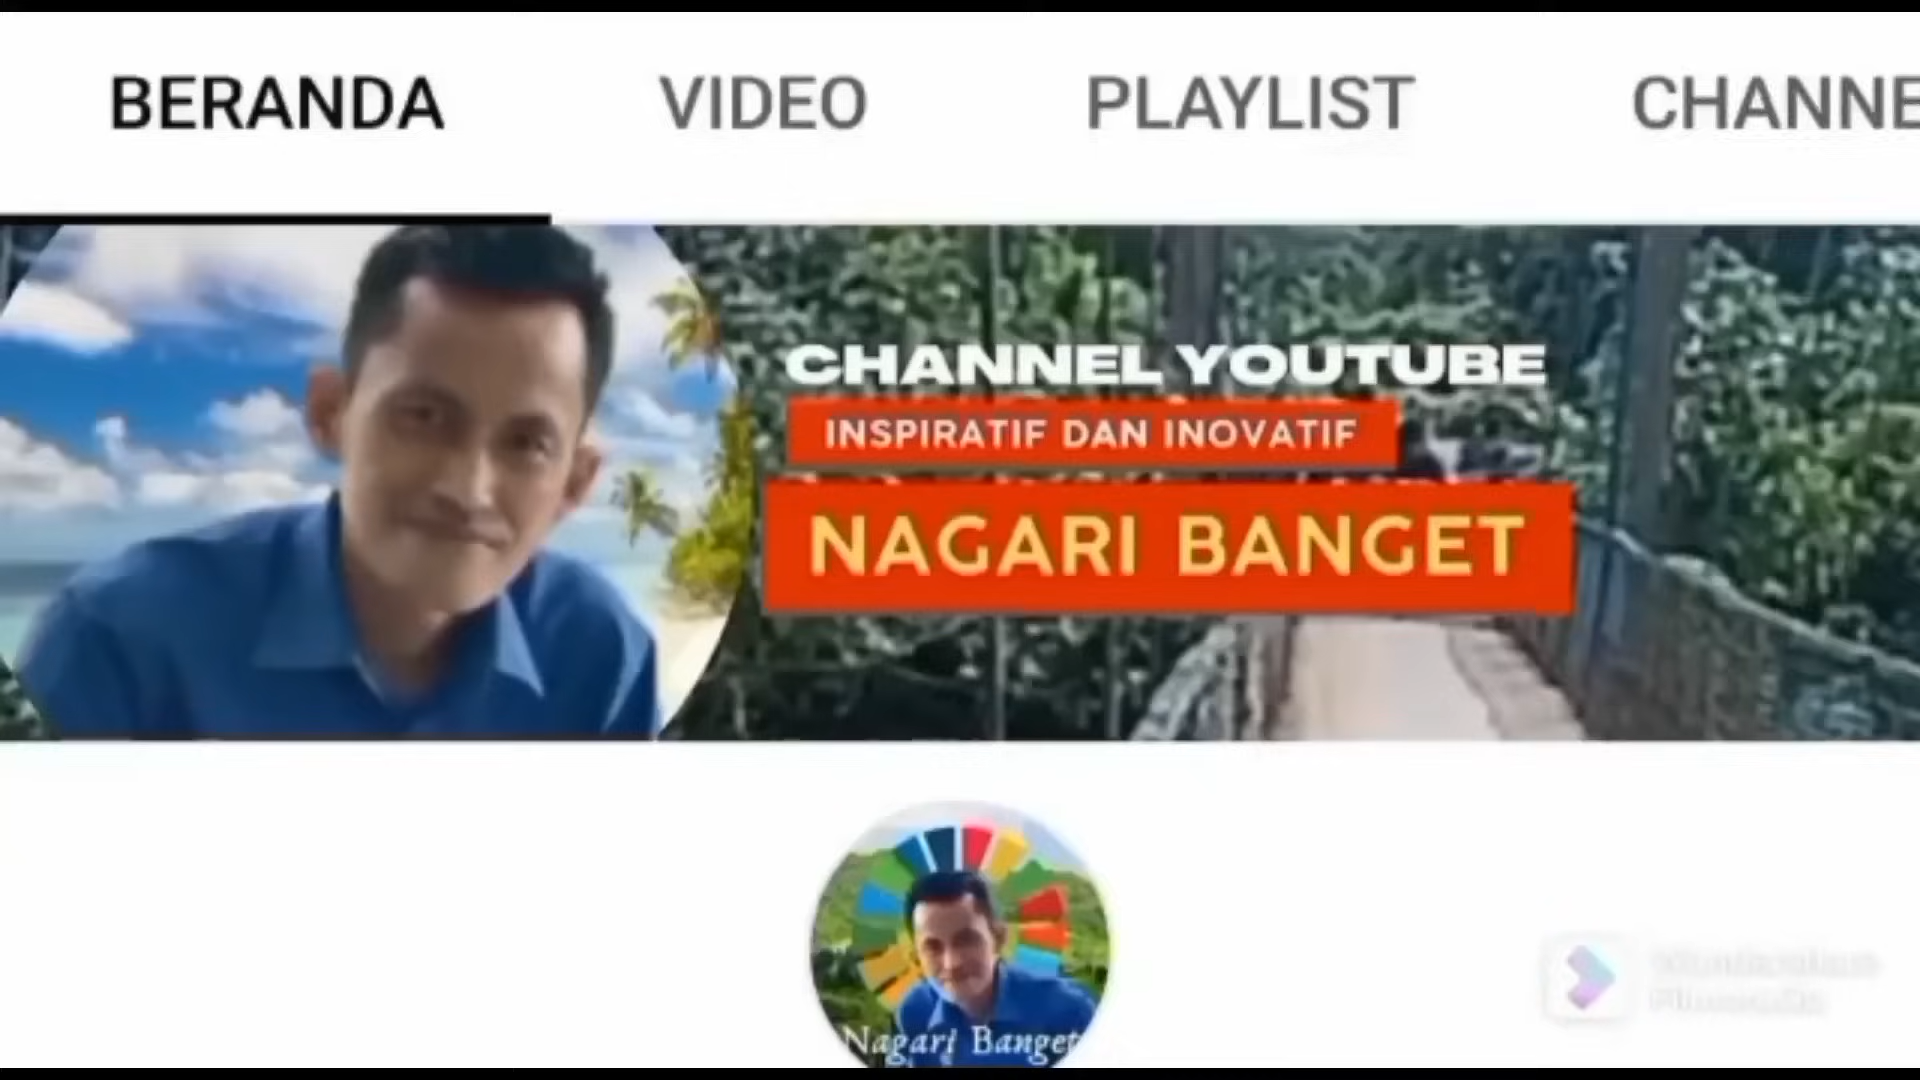 BERANDA VIDEO PLAYLIST CHANNE
CHANNEL YOUTUBE
INSPIRATIF DAN INOVATIF
NAGARI BANGET
Nagari Banget